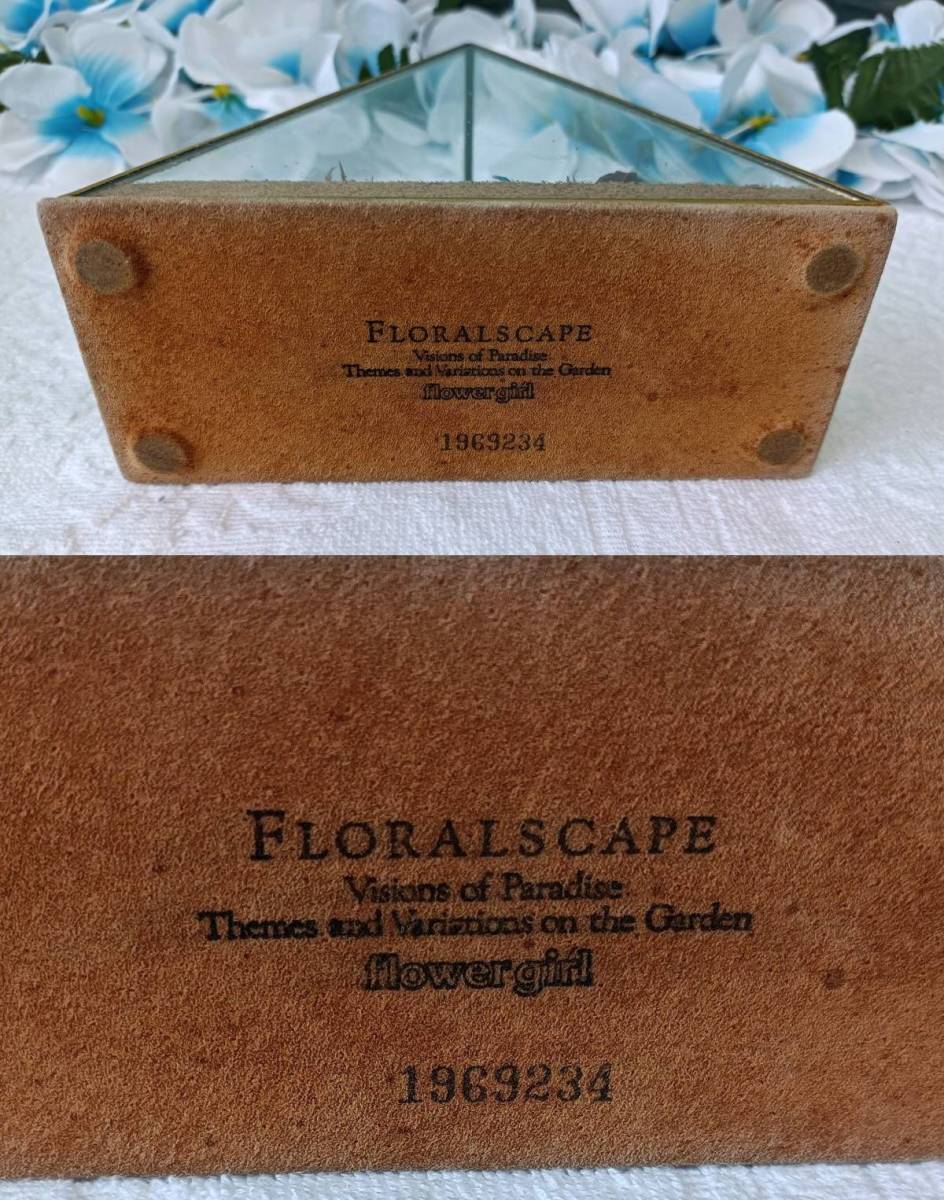 FLORALSCAPE
Visions of Paradise
Themes and Variations on the Garden
flowergirl
1969234
FLORALSCAPE
Visions of Paradise
Themes and Variations on the Garden
flowergirl
1969234